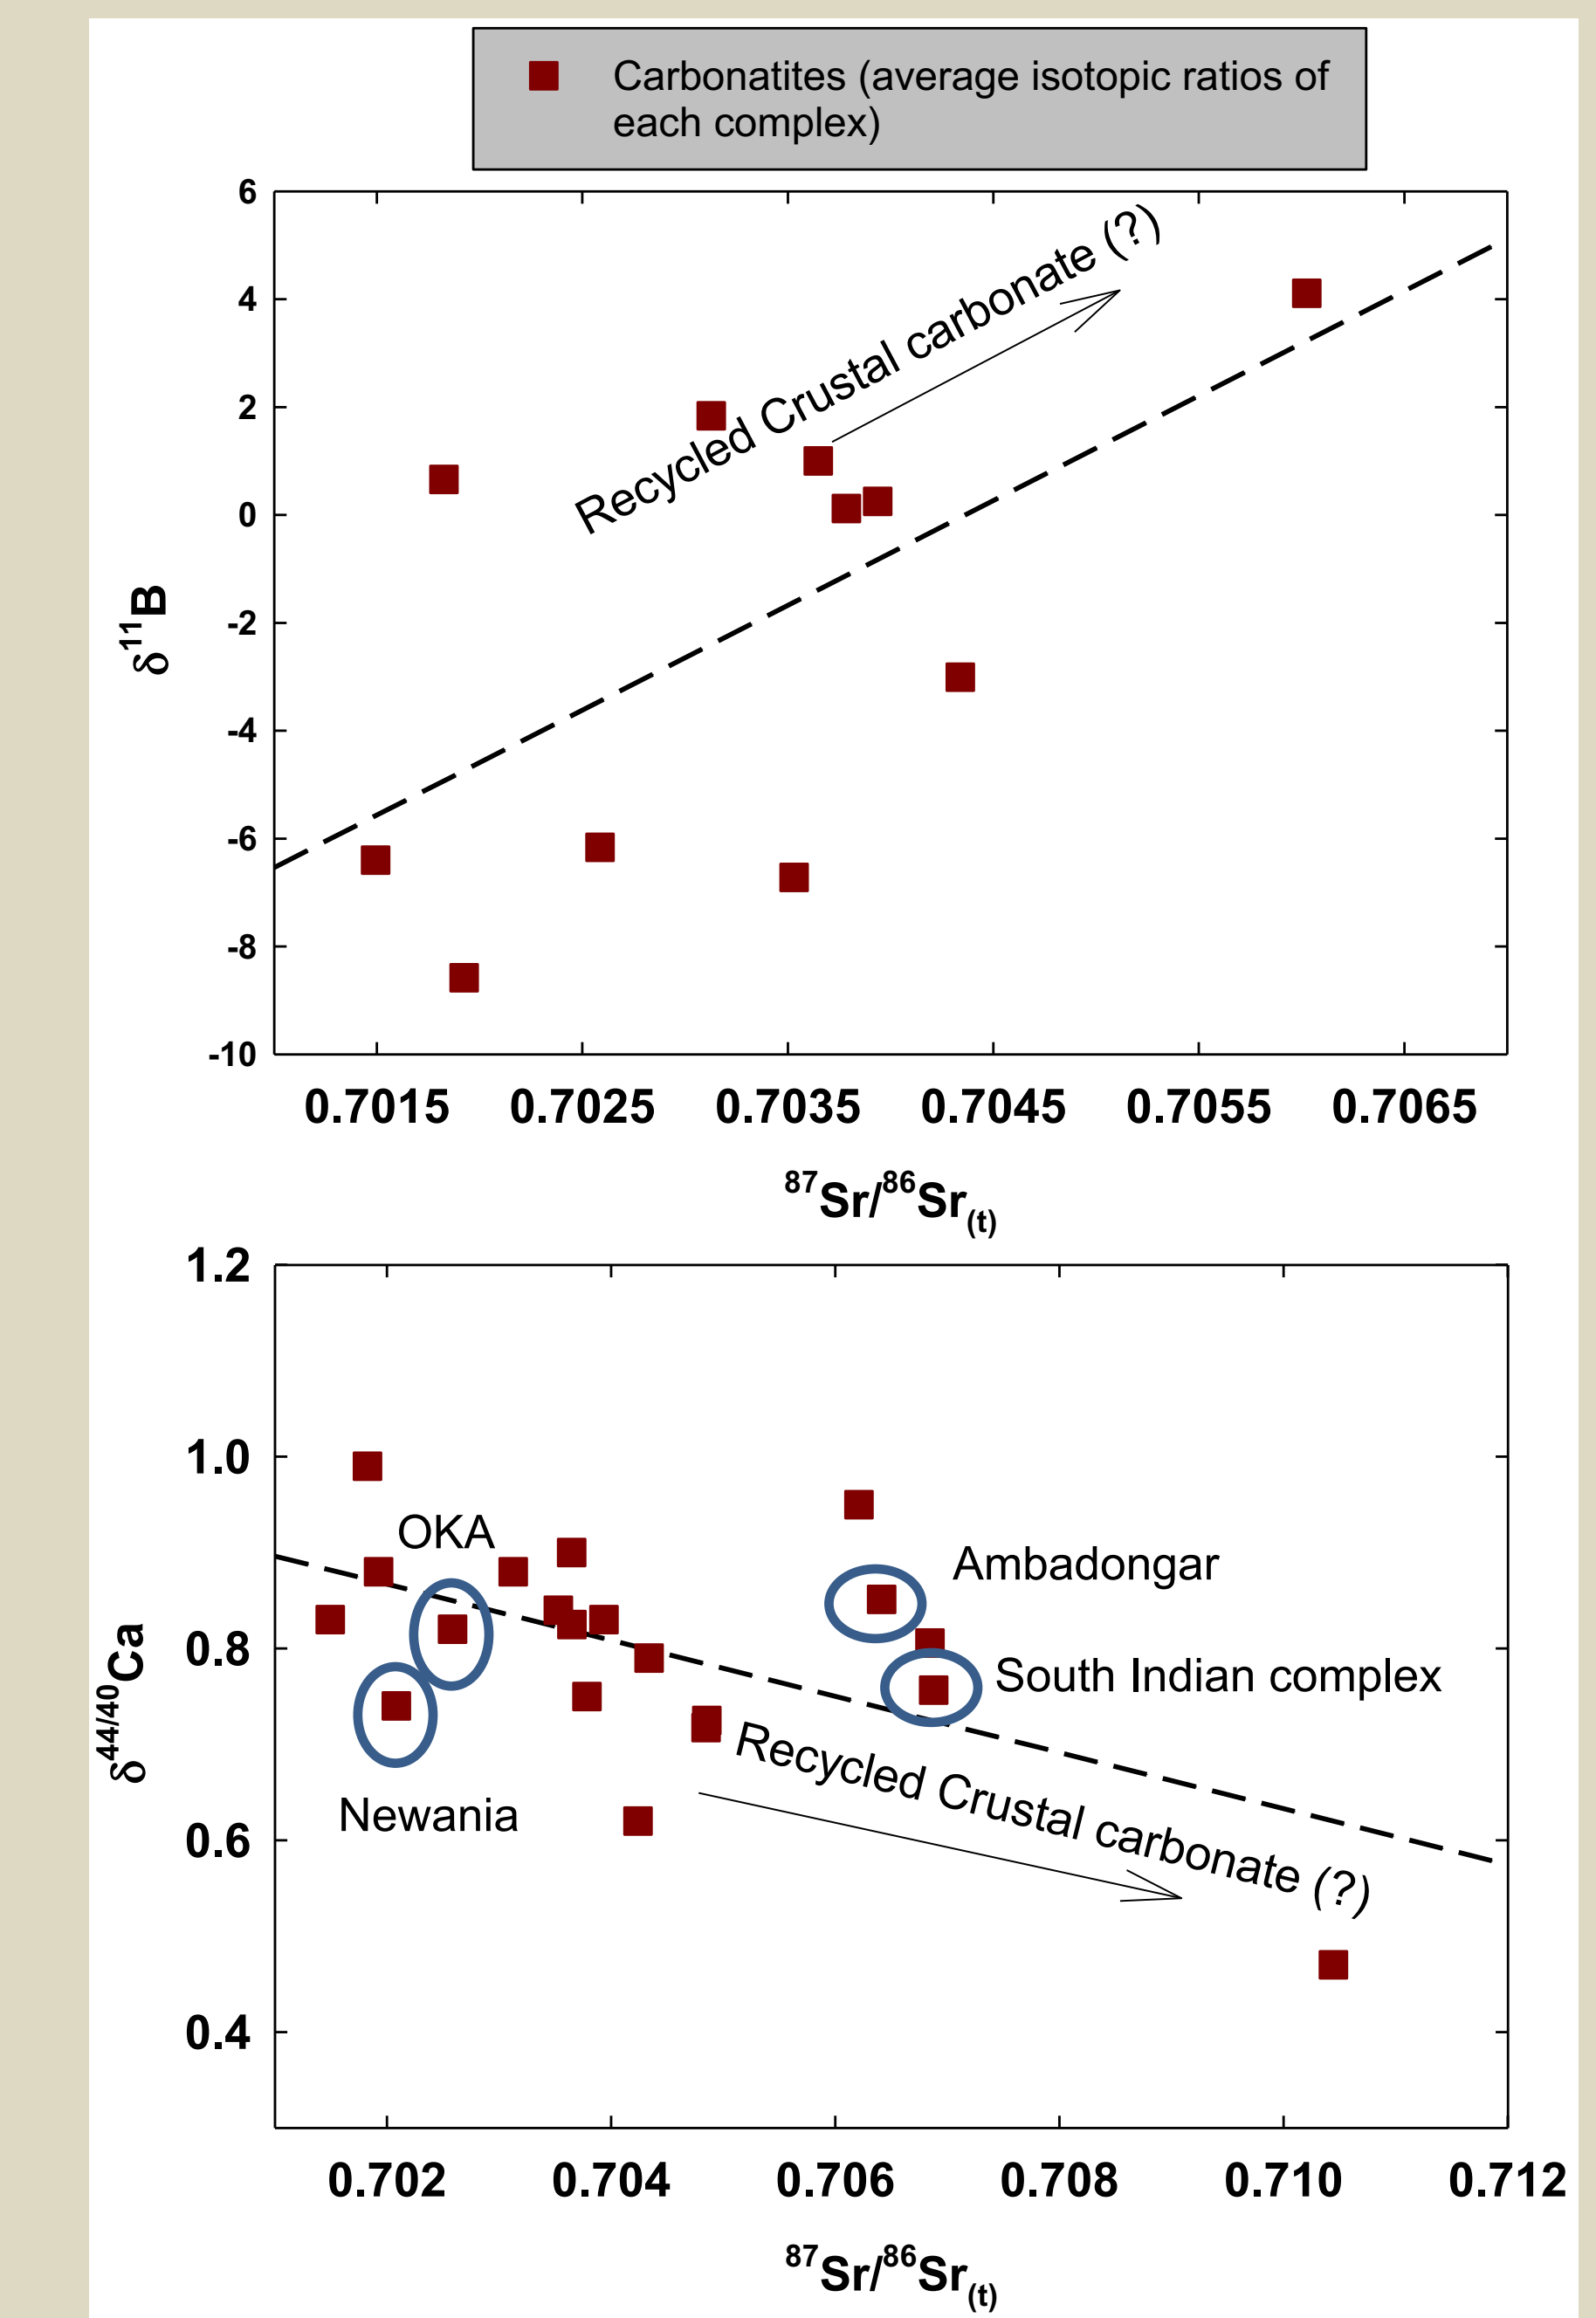 Carbonatites (average isotopic ratios of
each complex)
6
4
2
0
-2
-4
-6
-8
-10
δ¹¹B
Recycled Crustal carbonate (?)
0.7015 0.7025 0.7035 0.7045 0.7055 0.7065
⁸⁷Sr/⁸⁶Sr₍ₜ₎
1.2
1.0
0.8
0.6
0.4
δ⁴⁴/⁴⁰Ca
OKA
Ambadongar
South Indian complex
Newania
Recycled Crustal carbonate (?)
0.702 0.704 0.706 0.708 0.710 0.712
⁸⁷Sr/⁸⁶Sr₍ₜ₎